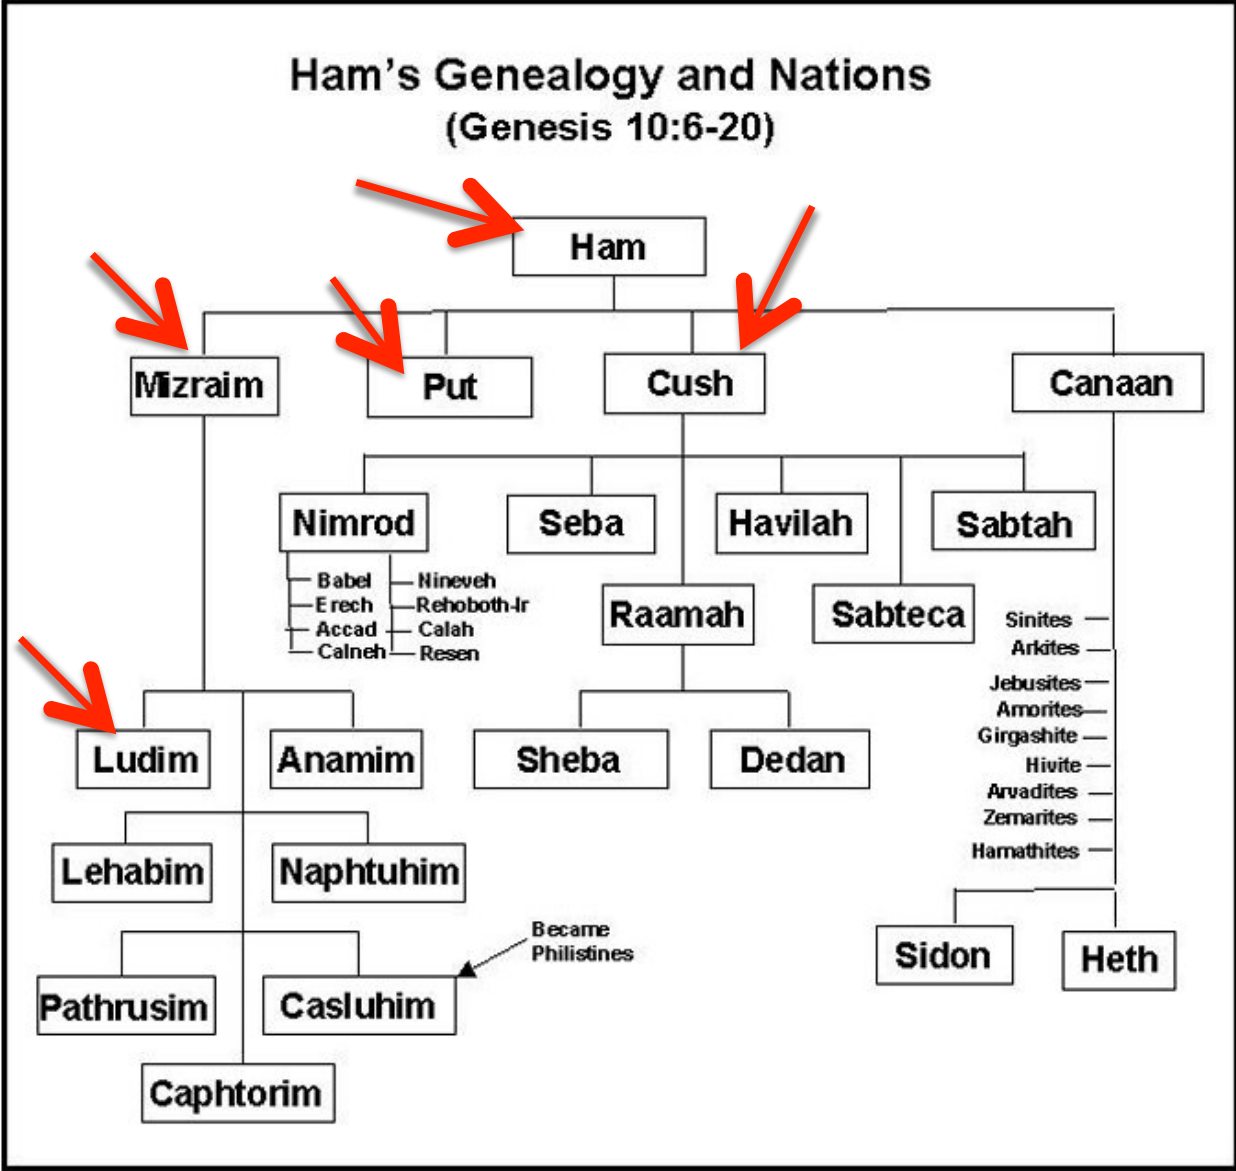 Ham's Genealogy and Nations
(Genesis 10:6-20)
Ham
Mizraim
Put
Cush
Canaan
Nimrod
Seba
Havilah
Sabtah
Babel
Nineveh
Erech
Rehoboth-Ir
Accad
Calah
Calneh
Resen
Raamah
Sabteca
Sinites
Arkites
Jebusites
Amorites
Girgashite
Hivite
Arvadites
Zemarites
Hamathites
Ludim
Anamim
Sheba
Dedan
Lehabim
Naphtuhim
Became
Philistines
Sidon
Heth
Pathrusim
Casluhim
Caphtorim